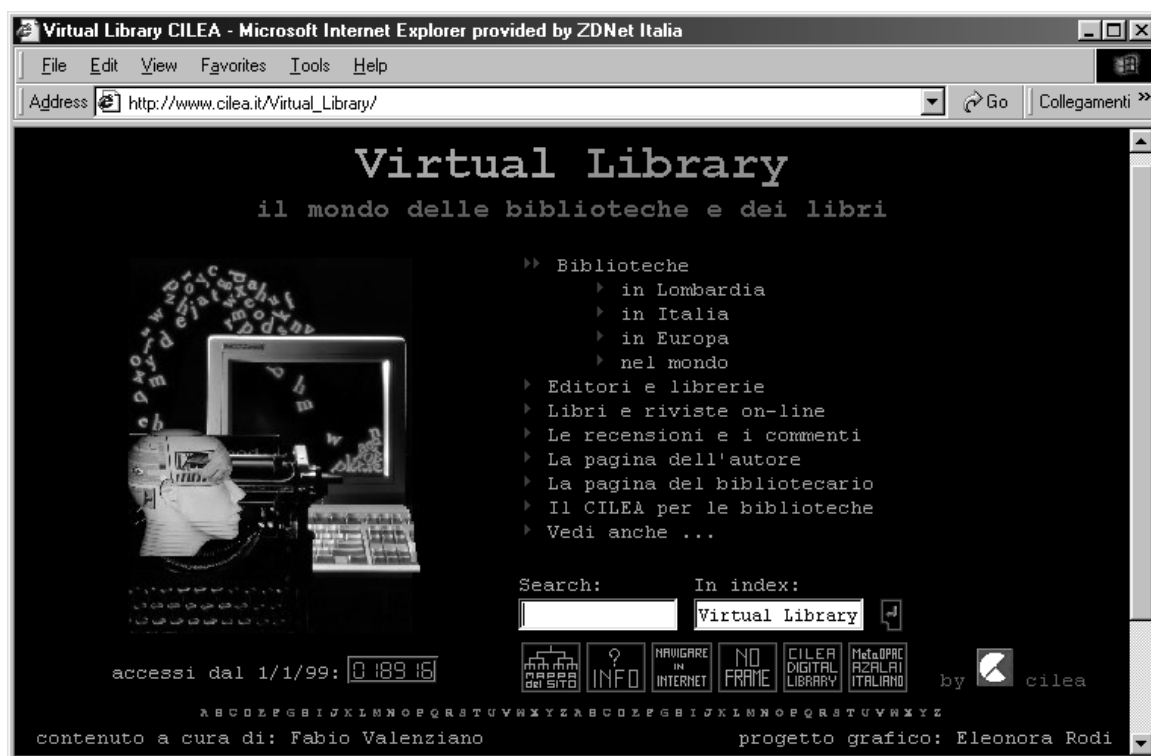 Virtual Library CILEA - Microsoft Internet Explorer provided by ZDNet Italia
File Edit View Favorites Tools Help
Address http://www.cilea.it/Virtual_Library/ Go Collegamenti »
Virtual Library
il mondo delle biblioteche e dei libri
Biblioteche
in Lombardia
in Italia
in Europa
nel mondo
Editori e librerie
Libri e riviste on-line
Le recensioni e i commenti
La pagina dell'autore
La pagina del bibliotecario
Il CILEA per le biblioteche
Vedi anche ...
Search: In index:
Virtual Library
accessi dal 1/1/99: 018916
MAPPA del SITO
? INFO
NAVIGARE IN INTERNET
NO FRAME
CILEA DIGITAL LIBRARY
MetaOPAC AZALAI ITALIANO
by cilea
A B C D E F G H I J K L M N O P Q R S T U V W X Y Z A B C D E F G H I J K L M N O P Q R S T U V W X Y Z
contenuto a cura di: Fabio Valenziano progetto grafico: Eleonora Rodi